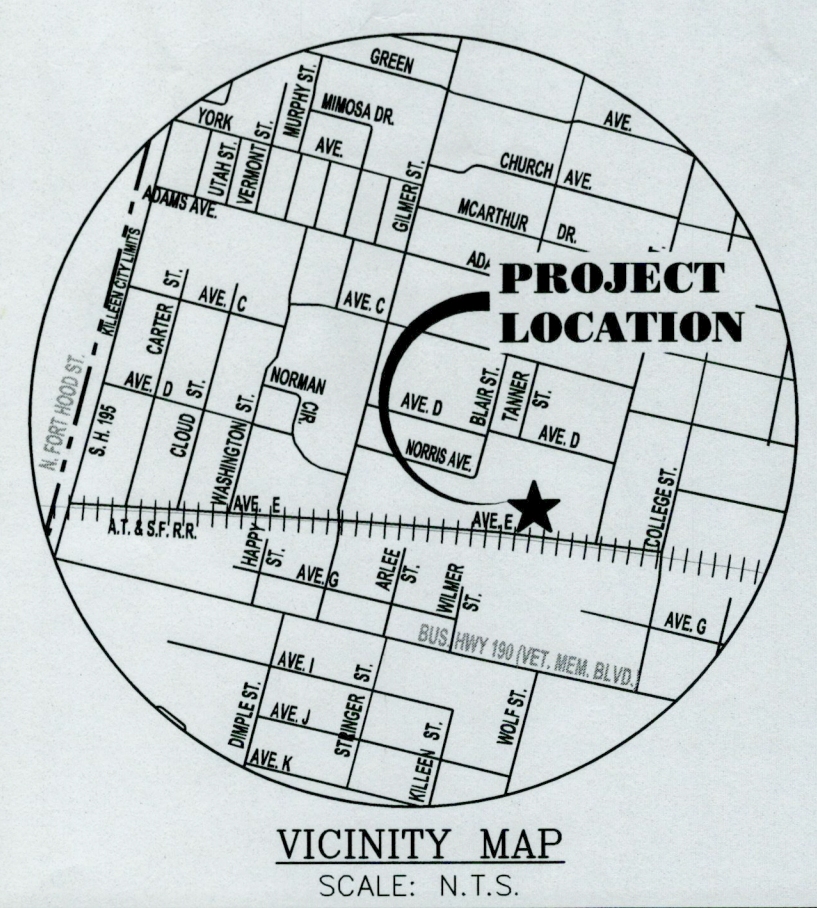 GREEN
AVE.
MURPHY ST.
MIMOSA DR.
YORK
AVE.
UTAH ST.
VERMONT ST.
GILMER ST.
CHURCH AVE.
MCARTHUR DR.
ADAMS AVE.
ADA
PROJECT
LOCATION
KILLEEN CITY LIMITS
CARTER ST.
AVE. C
AVE. C
N. FORT HOOD ST.
S.H. 195
AVE. D
CLOUD ST.
WASHINGTON ST.
NORMAN CIR.
AVE. D
BLAIR ST.
TANNER ST.
AVE. D
NORRIS AVE.
COLLEGE ST.
AVE. E
AVE. E
A.T. & S.F. R.R.
HAPPY ST.
AVE. G
ARLEE ST.
WILMER ST.
AVE. G
BUS. HWY 190 (VET. MEM. BLVD.)
AVE. I
DIMPLE ST.
AVE. J
STRINGER ST.
AVE. K
KILLEEN ST.
WOLF ST.
VICINITY MAP
SCALE: N.T.S.